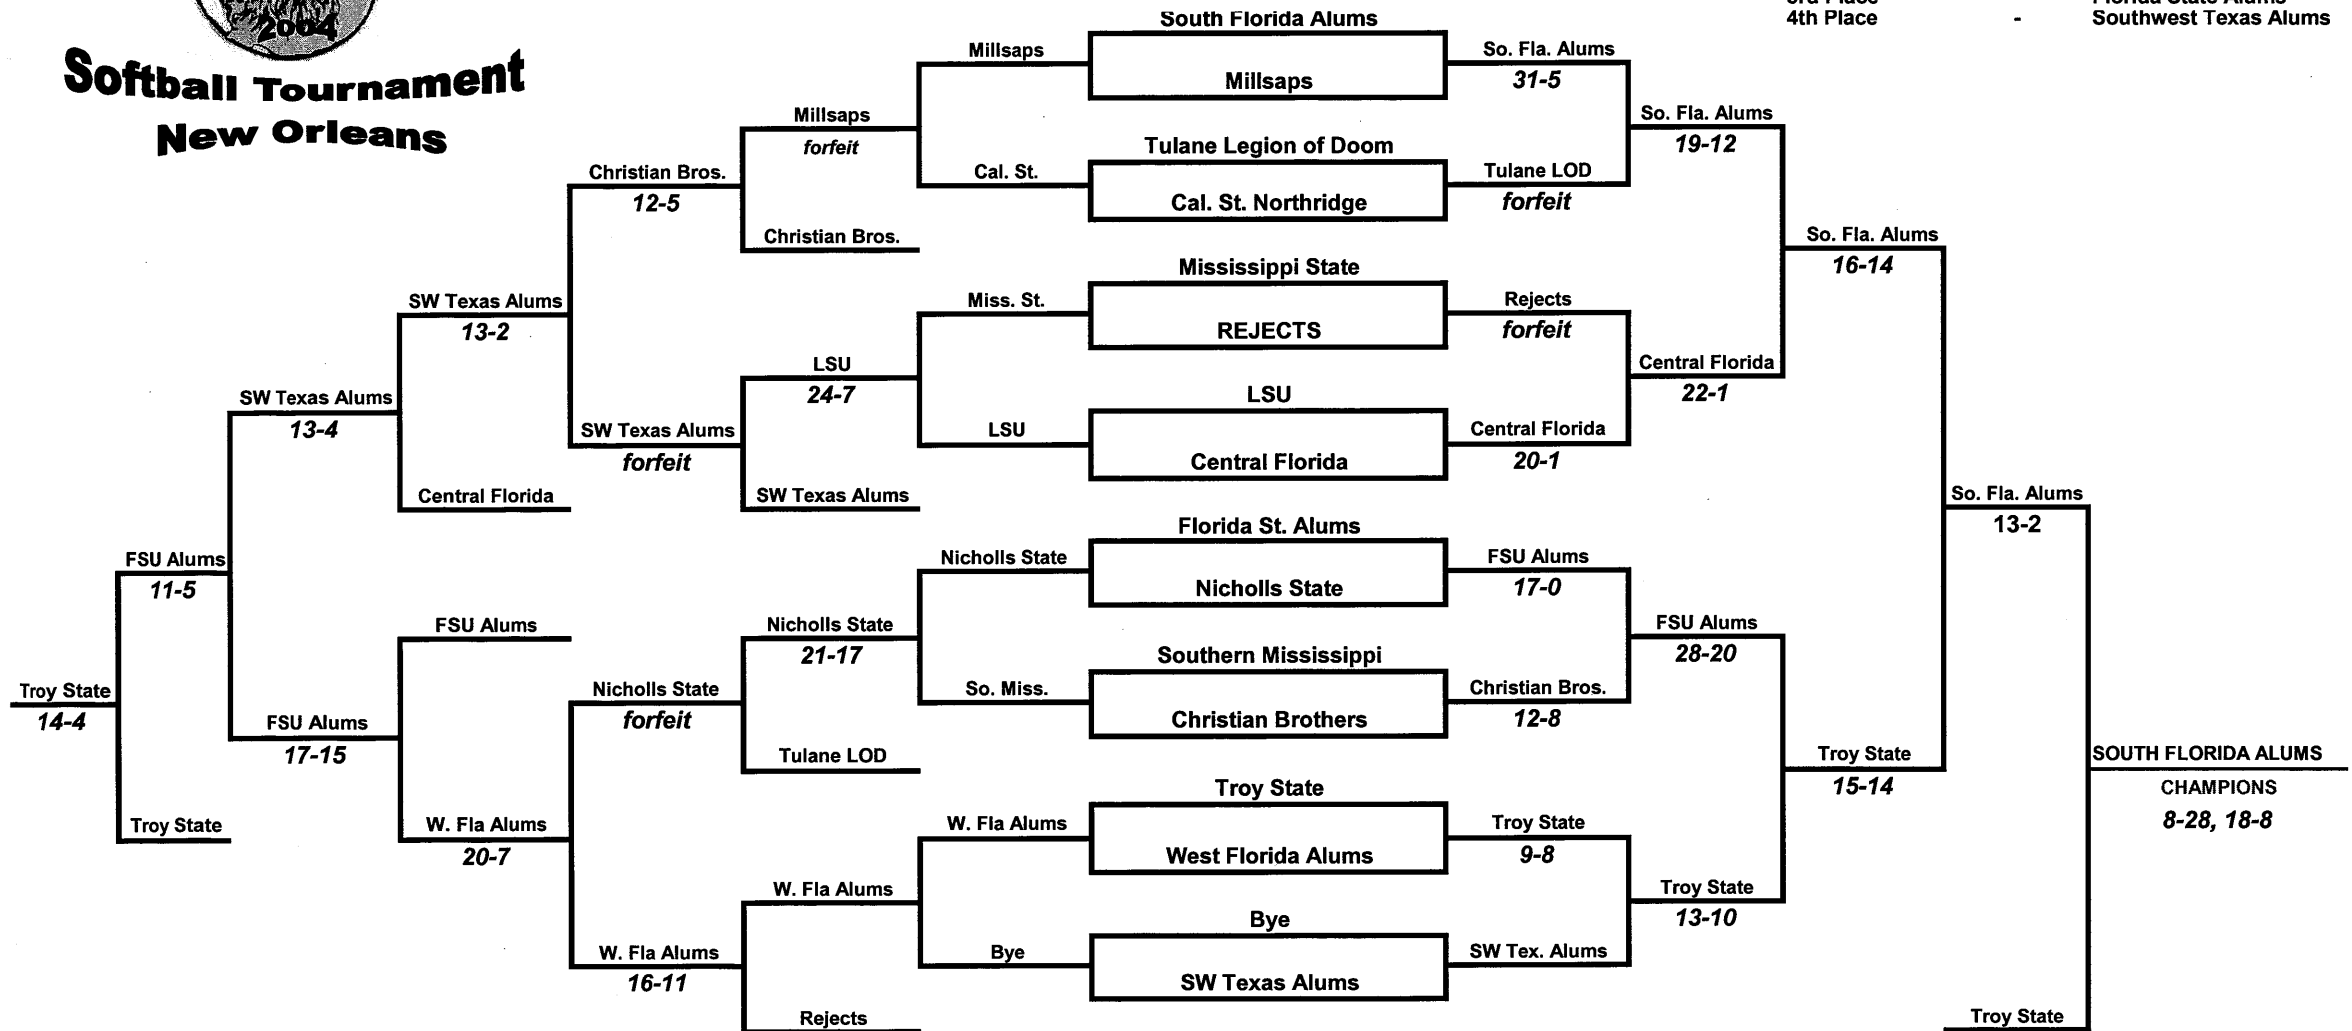 2004
Softball Tournament
New Orleans
3rd Place - Florida State Alums
4th Place - Southwest Texas Alums
South Florida Alums
Millsaps
So. Fla. Alums
Millsaps
31-5
Millsaps
So. Fla. Alums
forfeit
19-12
Tulane Legion of Doom
Christian Bros.
Cal. St.
Tulane LOD
12-5
Cal. St. Northridge
forfeit
Christian Bros.
So. Fla. Alums
16-14
Mississippi State
SW Texas Alums
Miss. St.
Rejects
13-2
REJECTS
forfeit
LSU
Central Florida
24-7
22-1
SW Texas Alums
LSU
13-4
SW Texas Alums
LSU
Central Florida
forfeit
Central Florida
20-1
Central Florida
SW Texas Alums
So. Fla. Alums
13-2
Florida St. Alums
FSU Alums
Nicholls State
FSU Alums
11-5
Nicholls State
17-0
FSU Alums
Nicholls State
FSU Alums
21-17
28-20
Southern Mississippi
Troy State
Nicholls State
So. Miss.
Christian Bros.
14-4
forfeit
Christian Brothers
12-8
FSU Alums
17-15
Tulane LOD
Troy State
SOUTH FLORIDA ALUMS
15-14
CHAMPIONS
Troy State
8-28, 18-8
Troy State
W. Fla Alums
W. Fla Alums
Troy State
20-7
West Florida Alums
9-8
W. Fla Alums
Troy State
13-10
Bye
W. Fla Alums
Bye
SW Tex. Alums
16-11
SW Texas Alums
Rejects
Troy State